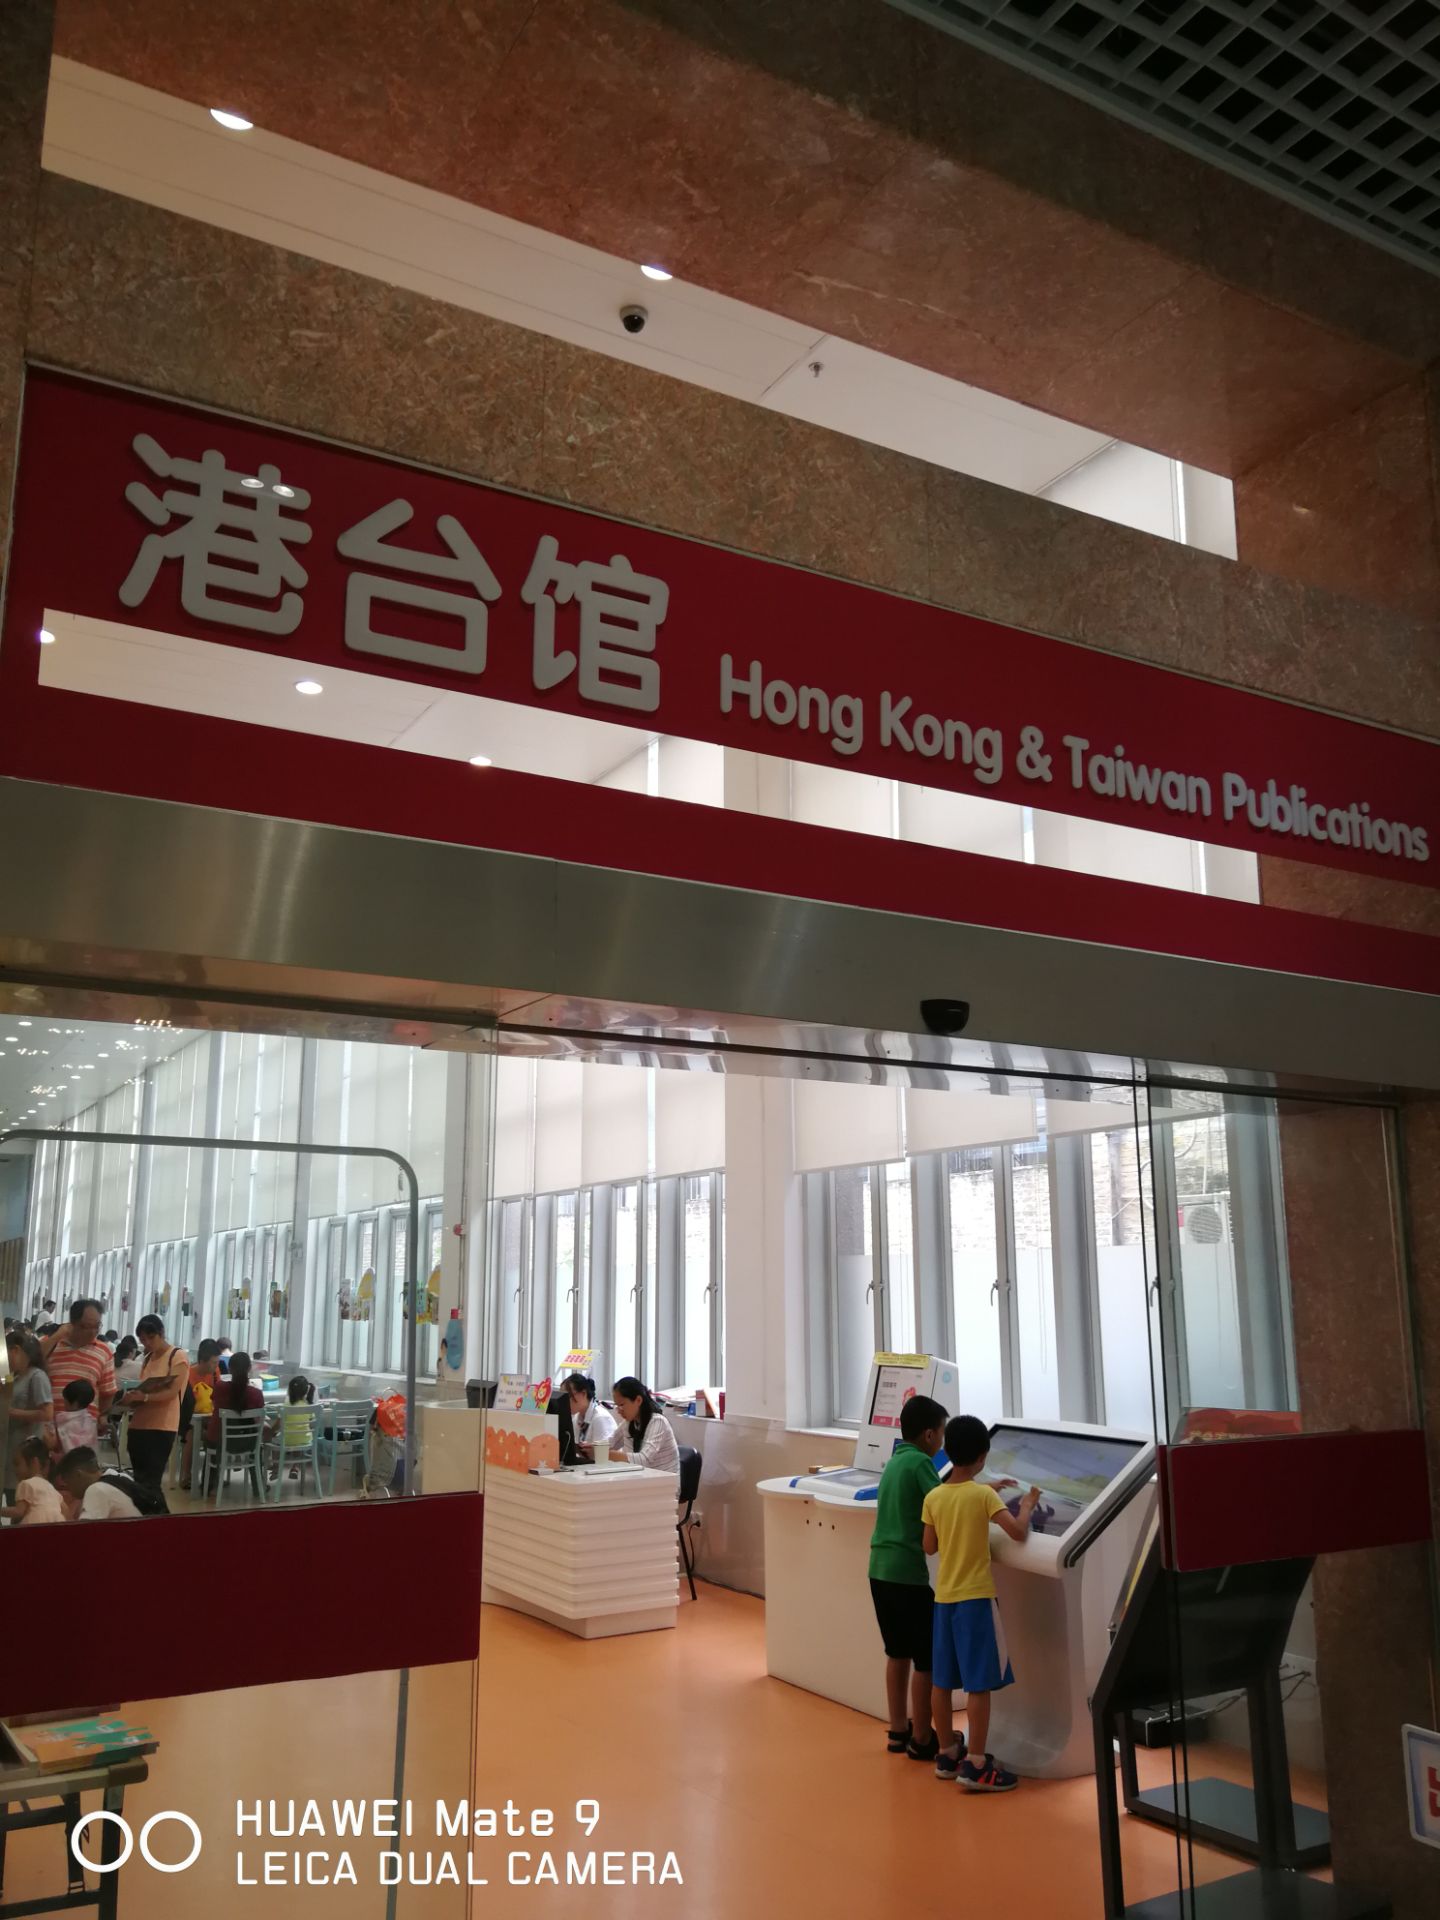 港台馆
Hong Kong & Taiwan Publications
HUAWEI Mate 9
LEICA DUAL CAMERA